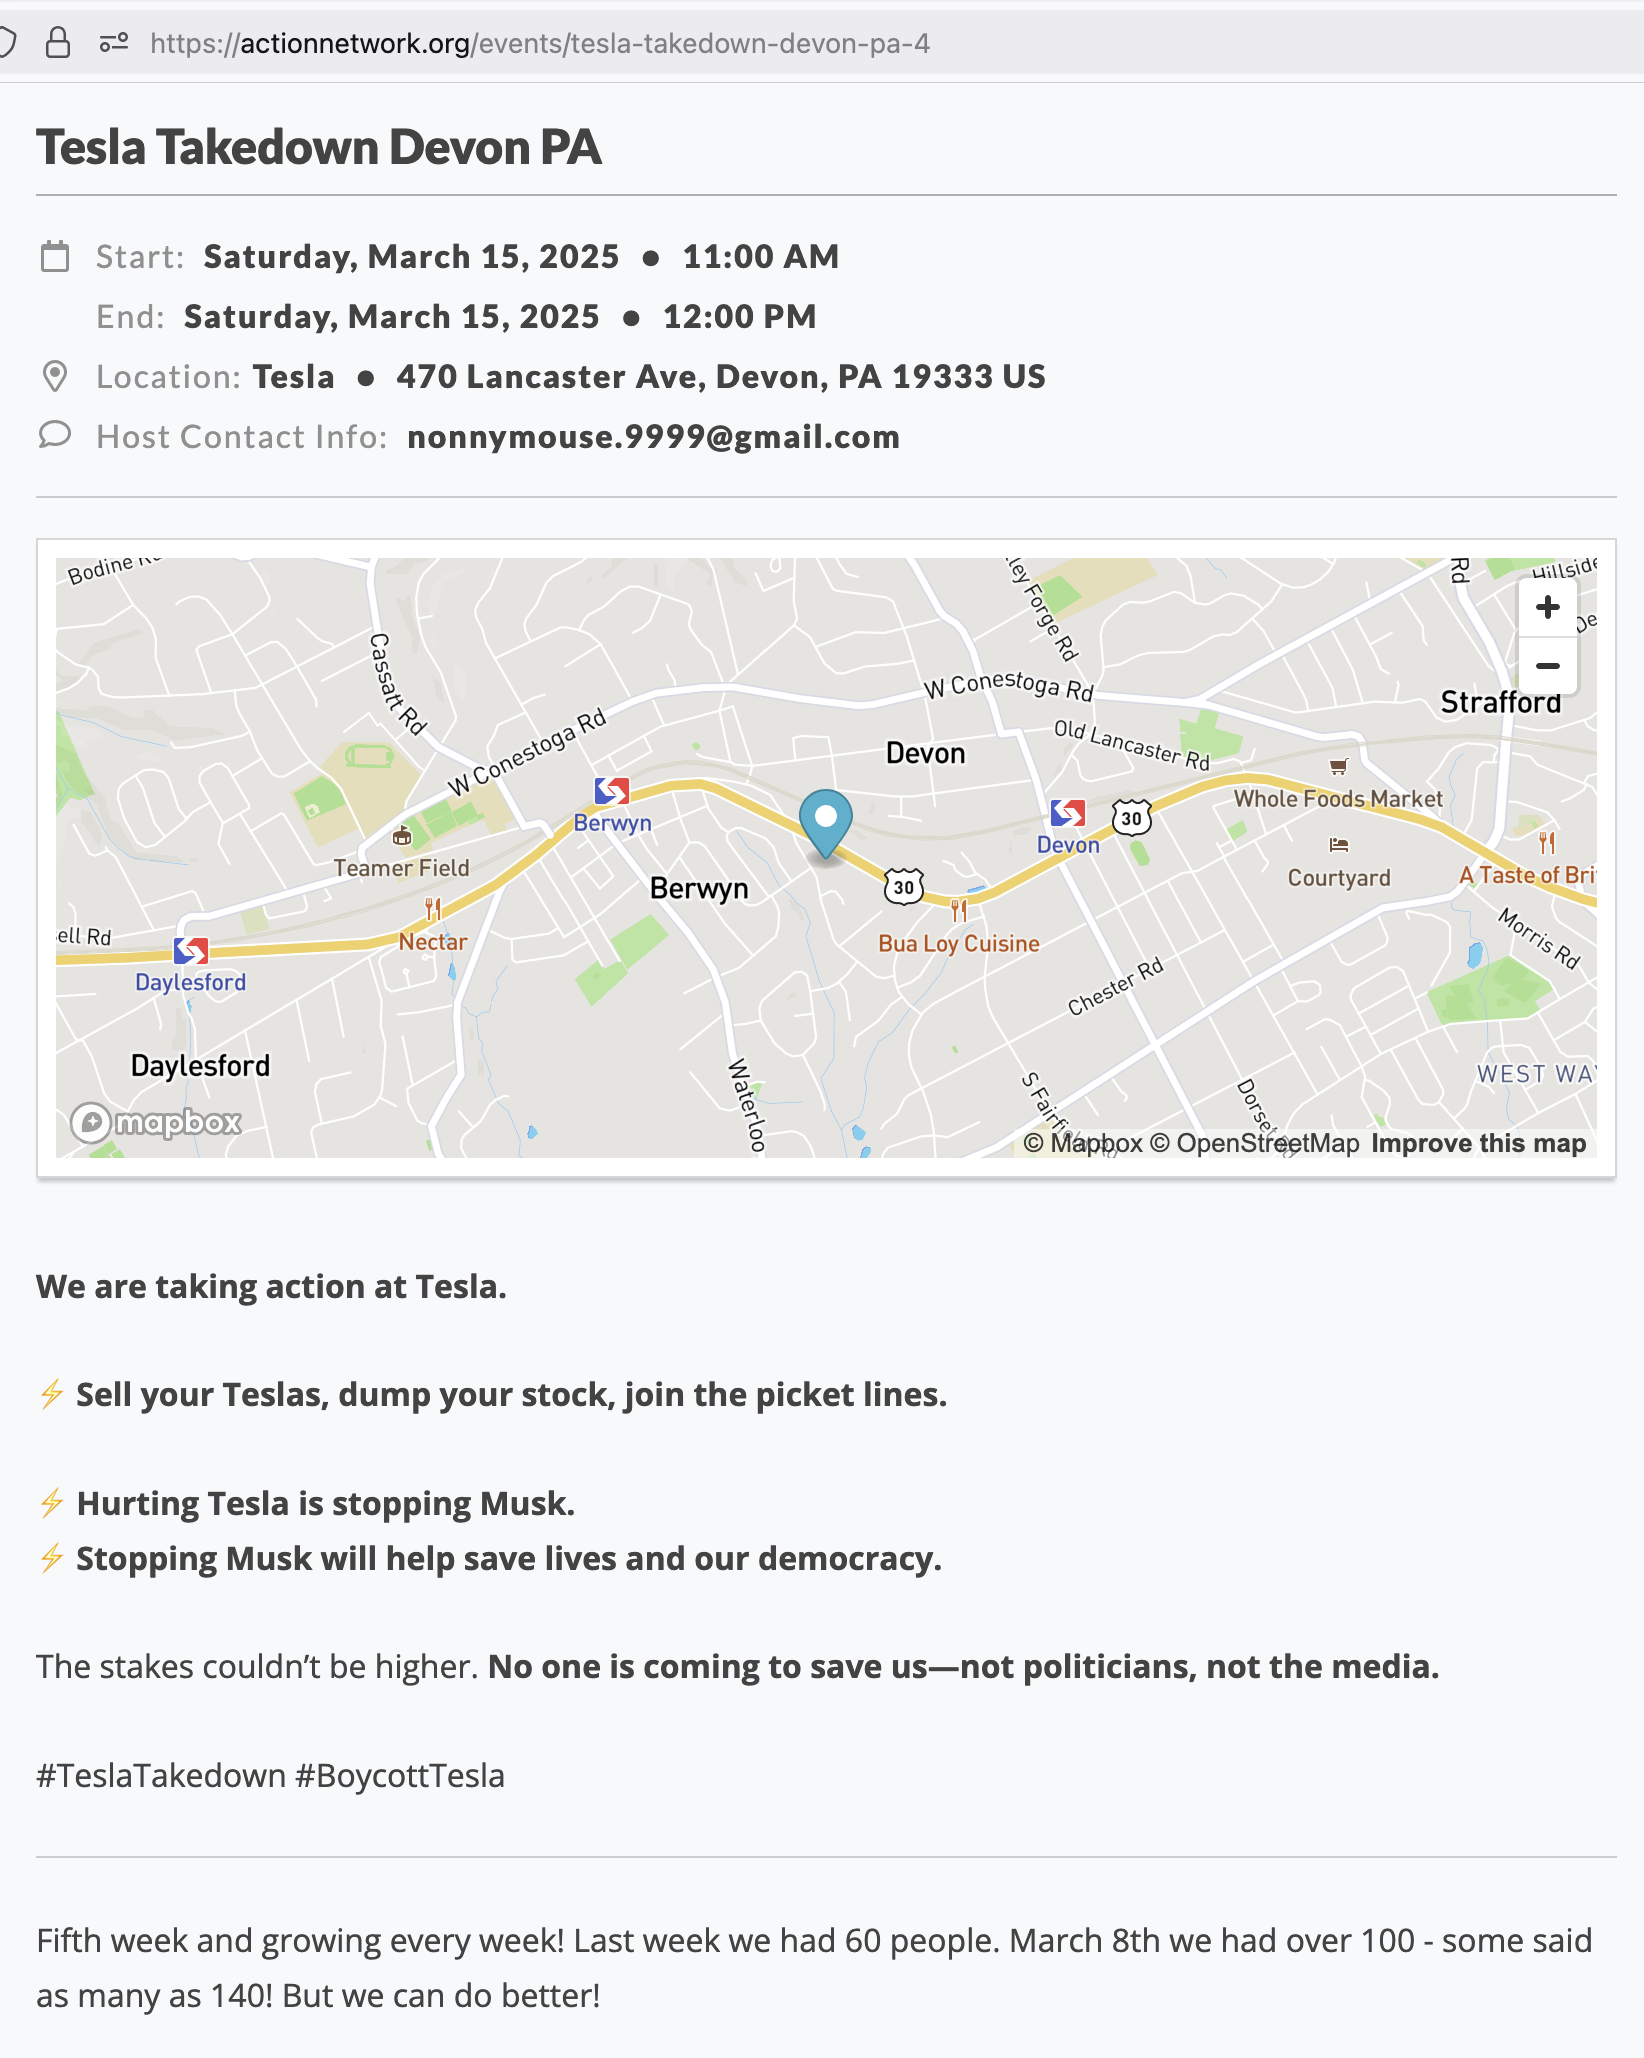 https://actionnetwork.org/events/tesla-takedown-devon-pa-4
Tesla Takedown Devon PA
Start: Saturday, March 15, 2025 ● 11:00 AM
End: Saturday, March 15, 2025 ● 12:00 PM
Location: Tesla ● 470 Lancaster Ave, Devon, PA 19333 US
Host Contact Info: nonnymouse.9999@gmail.com
Bodine
ley Forge Rd
Rd
Hillside
+
De
−
Cassatt Rd
W Conestoga Rd
Strafford
W Conestoga Rd
Old Lancaster Rd
Devon
Whole Foods Market
Berwyn
30
Devon
Teamer Field
Courtyard
A Taste of Bri
Berwyn
30
ell Rd
Nectar
Bua Loy Cuisine
Morris Rd
Daylesford
Chester Rd
Daylesford
WEST WA
Waterloo
S Fairfield Rd
Dorset Rd
mapbox
© Mapbox © OpenStreetMap Improve this map
We are taking action at Tesla.
⚡ Sell your Teslas, dump your stock, join the picket lines.
⚡ Hurting Tesla is stopping Musk.
⚡ Stopping Musk will help save lives and our democracy.
The stakes couldn’t be higher. No one is coming to save us—not politicians, not the media.
#TeslaTakedown #BoycottTesla
Fifth week and growing every week! Last week we had 60 people. March 8th we had over 100 - some said
as many as 140! But we can do better!